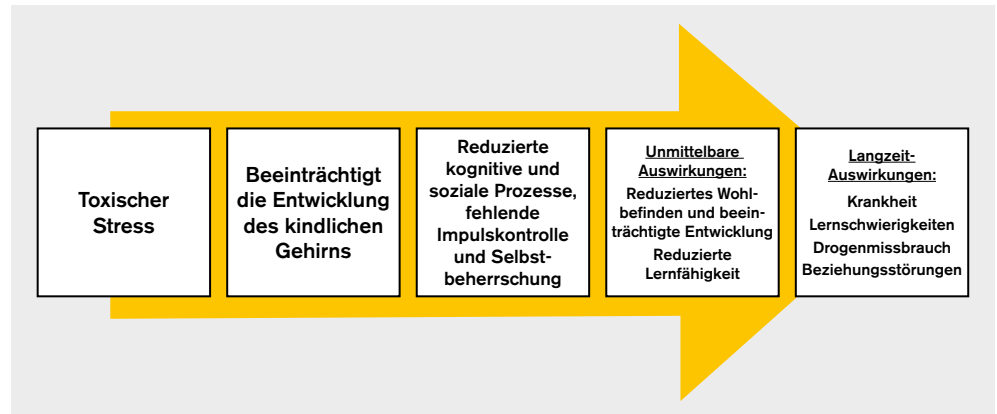 Toxischer
Stress
Beeinträchtigt
die Entwicklung
des kindlichen
Gehirns
Reduzierte
kognitive und
soziale Prozesse,
fehlende
Impulskontrolle
und Selbst-
beherrschung
Unmittelbare
Auswirkungen:
Reduziertes Wohl-
befinden und beein-
trächtigte Entwicklung
Reduzierte
Lernfähigkeit
Langzeit-
Auswirkungen:
Krankheit
Lernschwierigkeiten
Drogenmissbrauch
Beziehungsstörungen